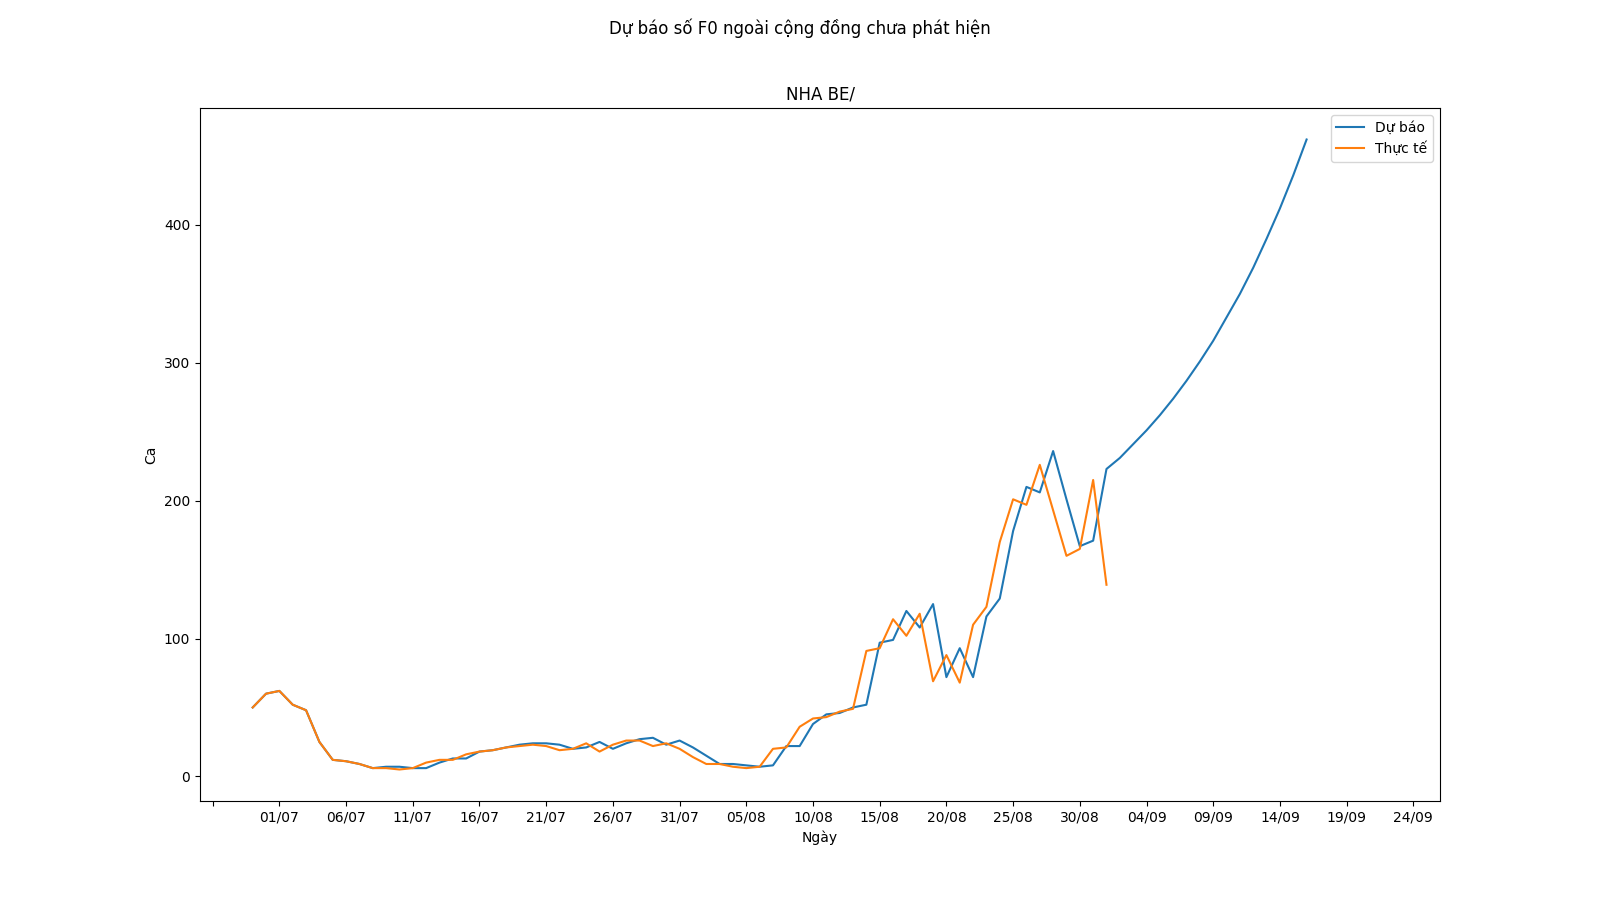 Dự báo số F0 ngoài cộng đồng chưa phát hiện
NHA BE/
Dự báo
Thực tế
400
300
200
100
0
Ca
01/07 06/07 11/07 16/07 21/07 26/07 31/07 05/08 10/08 15/08 20/08 25/08 30/08 04/09 09/09 14/09 19/09 24/09
Ngày